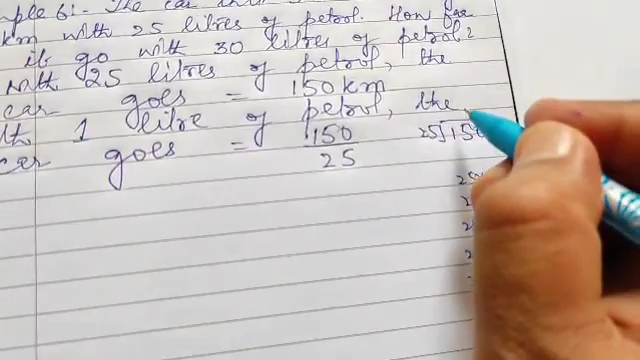 ple 6:- The car
km with 25 litres of petrol. How far
it go with 30 litres of petrol?
with 25 litres of petrol, the
car goes = 150 km
th 1 litre of petrol, the
car goes = 150/25
25)15